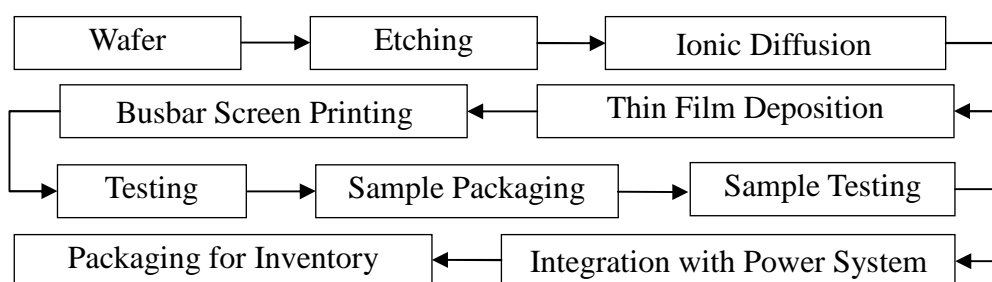 Wafer
Etching
Ionic Diffusion
Thin Film Deposition
Busbar Screen Printing
Testing
Sample Packaging
Sample Testing
Integration with Power System
Packaging for Inventory